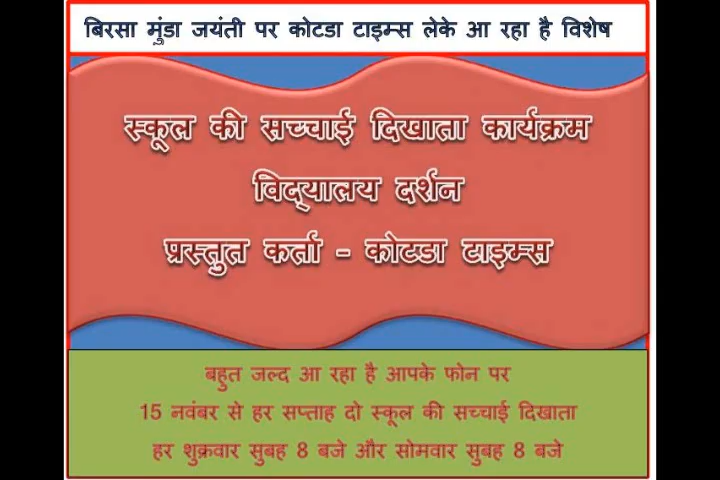 बिरसा मुंडा जयंती पर कोटडा टाइम्स लेके आ रहा है विशेष
स्कूल की सच्चाई दिखाता कार्यक्रम
विद्यालय दर्शन
प्रस्तुत कर्ता - कोटडा टाइम्स
बहुत जल्द आ रहा है आपके फोन पर
15 नवंबर से हर सप्ताह दो स्कूल की सच्चाई दिखाता
हर शुक्रवार सुबह 8 बजे और सोमवार सुबह 8 बजे